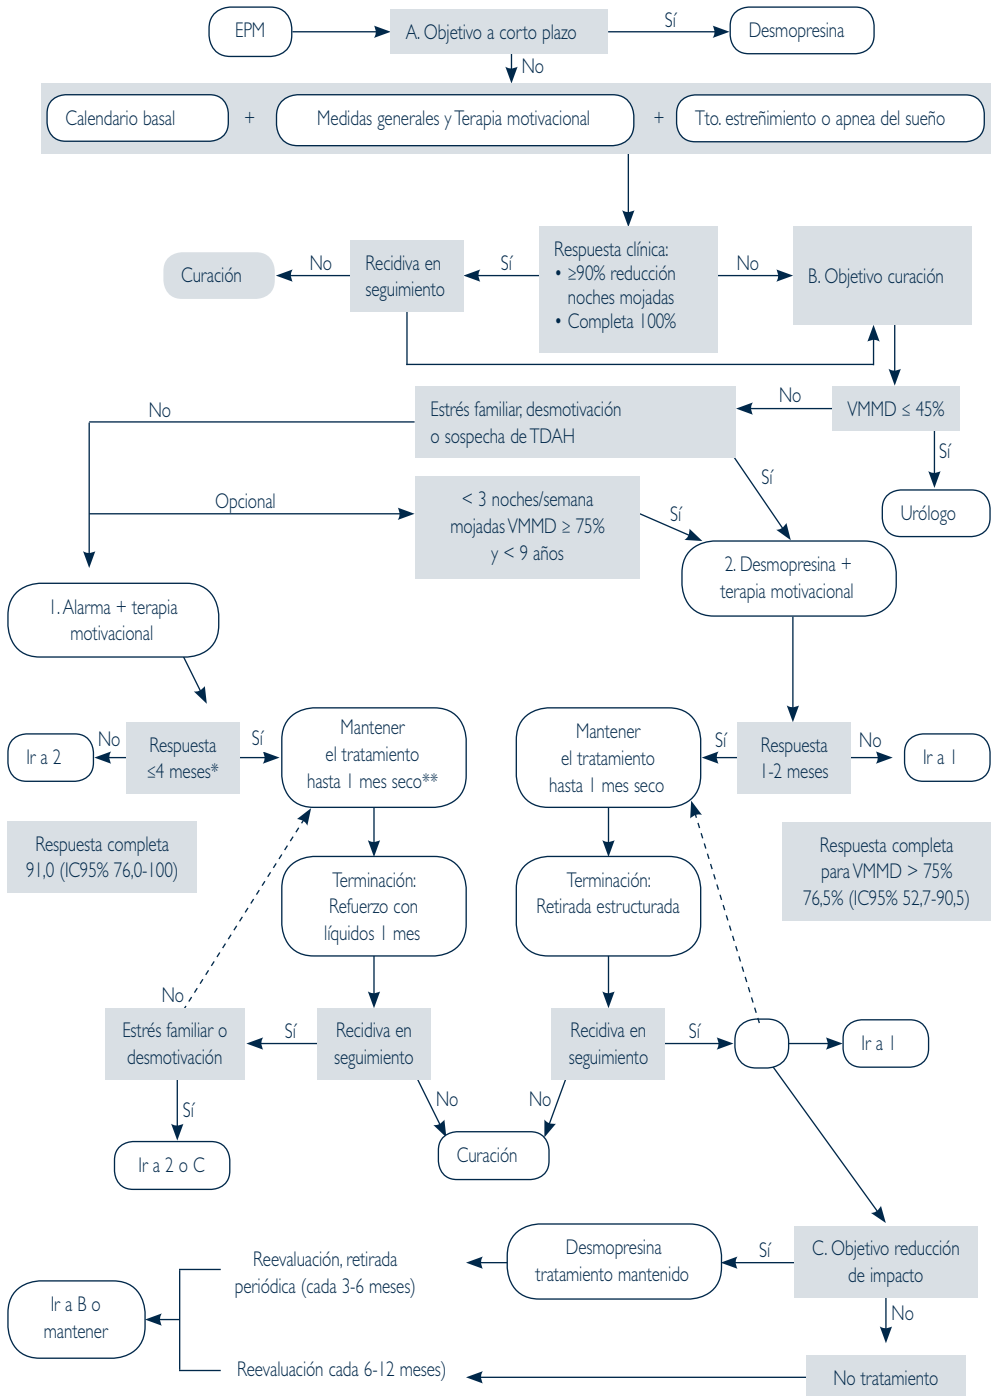 EPM
A. Objetivo a corto plazo
Sí
Desmopresina
No
Calendario basal
+
Medidas generales y Terapia motivacional
+
Tto. estreñimiento o apnea del sueño
Curación
No
Recidiva en
seguimiento
Sí
Respuesta clínica:
• ≥90% reducción
noches mojadas
• Completa 100%
No
B. Objetivo curación
No
Estrés familiar, desmotivación
o sospecha de TDAH
No
VMMD ≤ 45%
Sí
Sí
Urólogo
Opcional
< 3 noches/semana
mojadas VMMD ≥ 75%
y < 9 años
Sí
2. Desmopresina +
terapia motivacional
1. Alarma + terapia
motivacional
Ir a 2
No
Respuesta
≤4 meses*
Sí
Mantener
el tratamiento
hasta 1 mes seco**
Mantener
el tratamiento
hasta 1 mes seco
Sí
Respuesta
1-2 meses
No
Ir a 1
Respuesta completa
91,0 (IC95% 76,0-100)
Respuesta completa
para VMMD > 75%
76,5% (IC95% 52,7-90,5)
Terminación:
Refuerzo con
líquidos 1 mes
Terminación:
Retirada estructurada
No
Estrés familiar o
desmotivación
Sí
Recidiva en
seguimiento
Recidiva en
seguimiento
Sí
Ir a 1
Sí
No
No
Ir a 2 o C
Curación
C. Objetivo reducción
de impacto
Sí
Desmopresina
tratamiento mantenido
Reevaluación, retirada
periódica (cada 3-6 meses)
Ir a B o
mantener
No
Reevaluación cada 6-12 meses)
No tratamiento